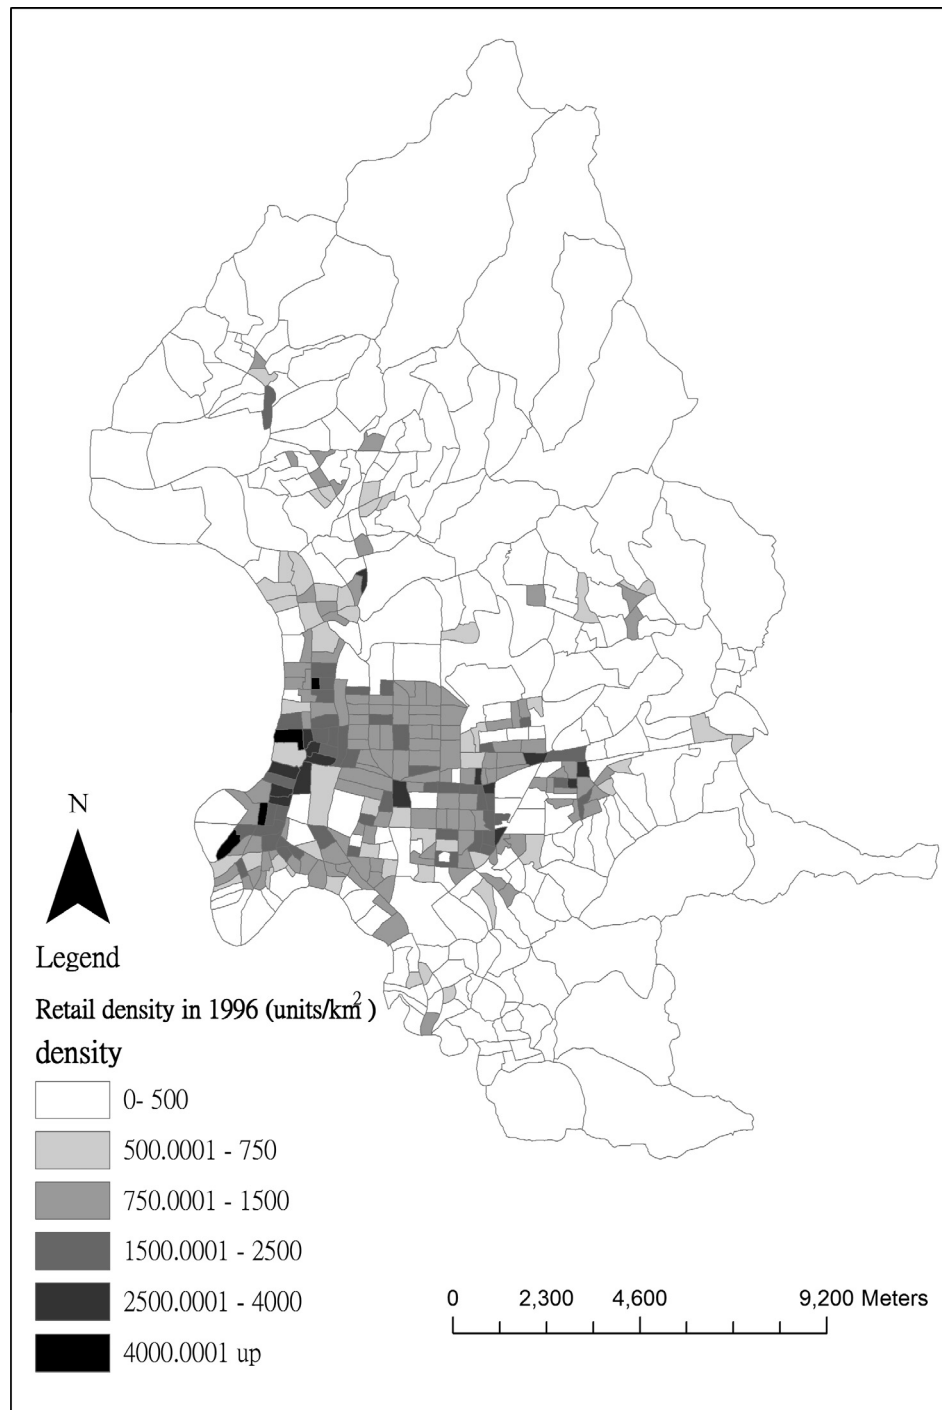 N
Legend
Retail density in 1996 (units/km²)
density
0- 500
500.0001 - 750
750.0001 - 1500
1500.0001 - 2500
2500.0001 - 4000
4000.0001 up
0 2,300 4,600 9,200 Meters